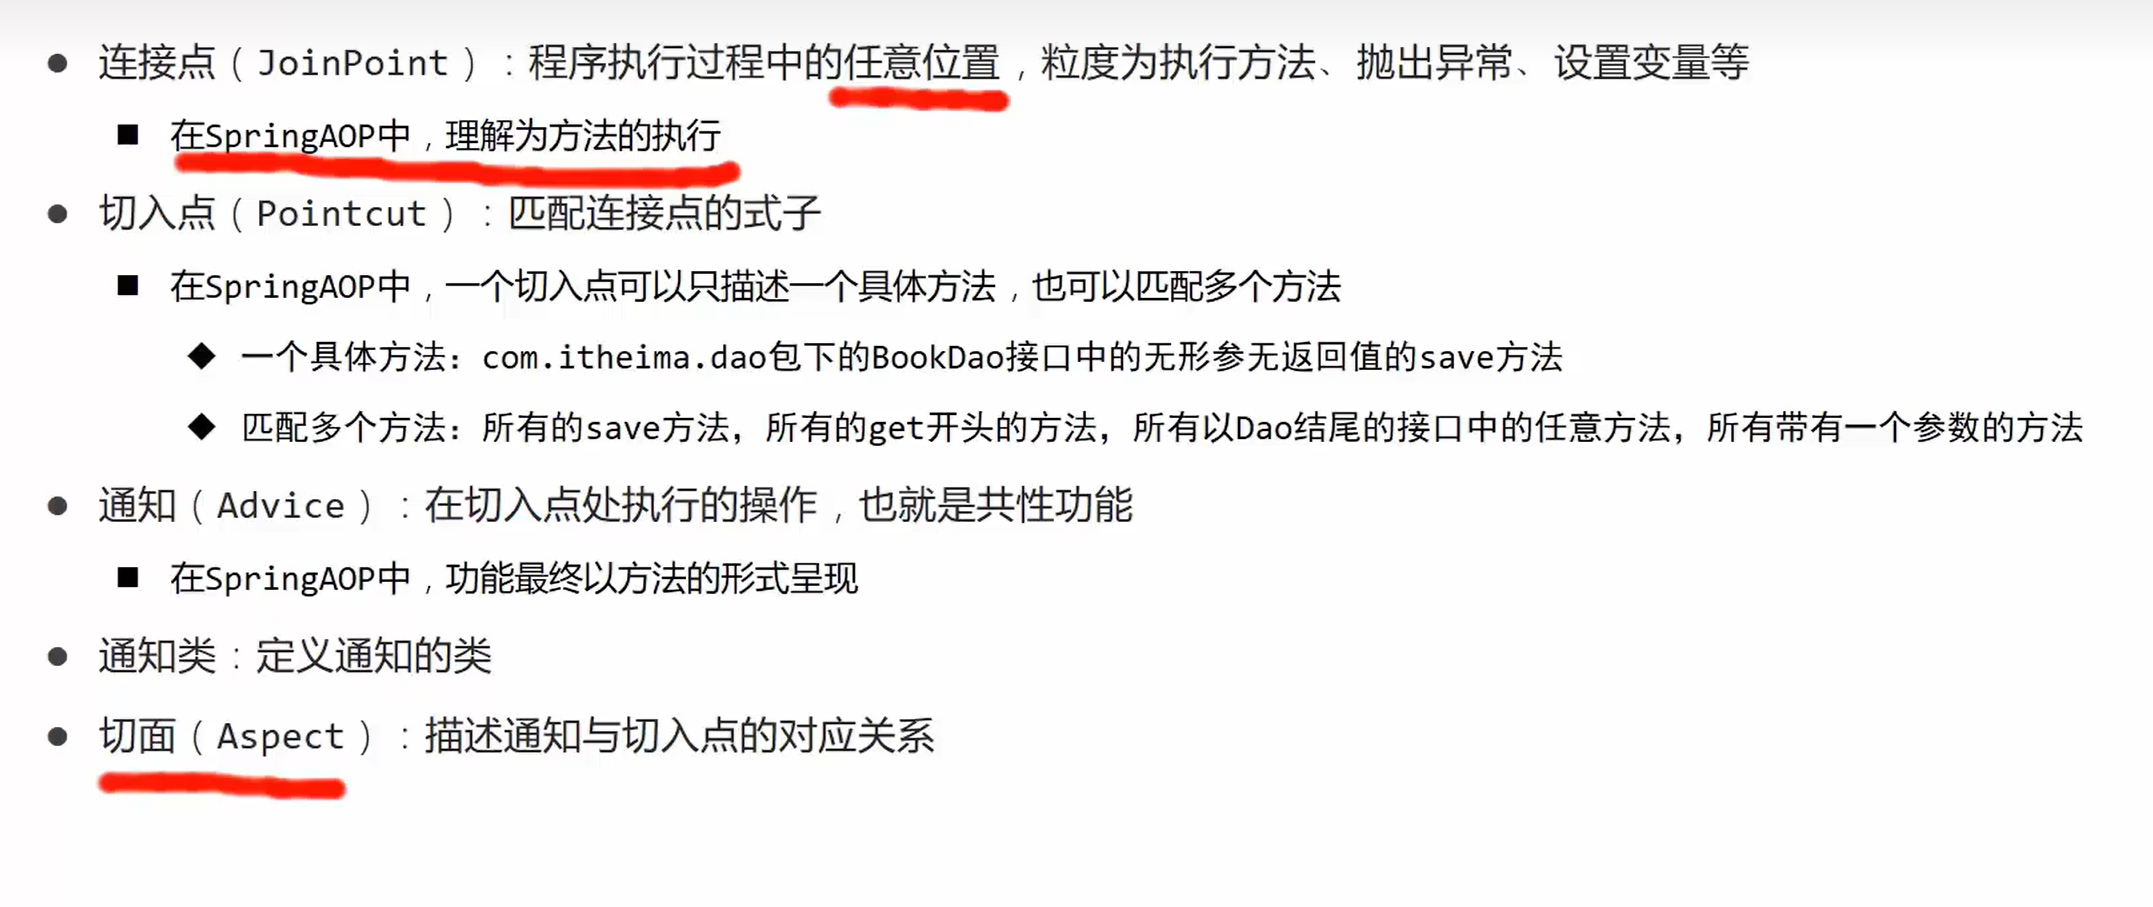 ● 连接点（JoinPoint）：程序执行过程中的任意位置，粒度为执行方法、抛出异常、设置变量等
■ 在SpringAOP中，理解为方法的执行
● 切入点（Pointcut）：匹配连接点的式子
■ 在SpringAOP中，一个切入点可以只描述一个具体方法，也可以匹配多个方法
◆ 一个具体方法：com.itheima.dao包下的BookDao接口中的无形参无返回值的save方法
◆ 匹配多个方法：所有的save方法，所有的get开头的方法，所有以Dao结尾的接口中的任意方法，所有带有一个参数的方法
● 通知（Advice）：在切入点处执行的操作，也就是共性功能
■ 在SpringAOP中，功能最终以方法的形式呈现
● 通知类：定义通知的类
● 切面（Aspect）：描述通知与切入点的对应关系